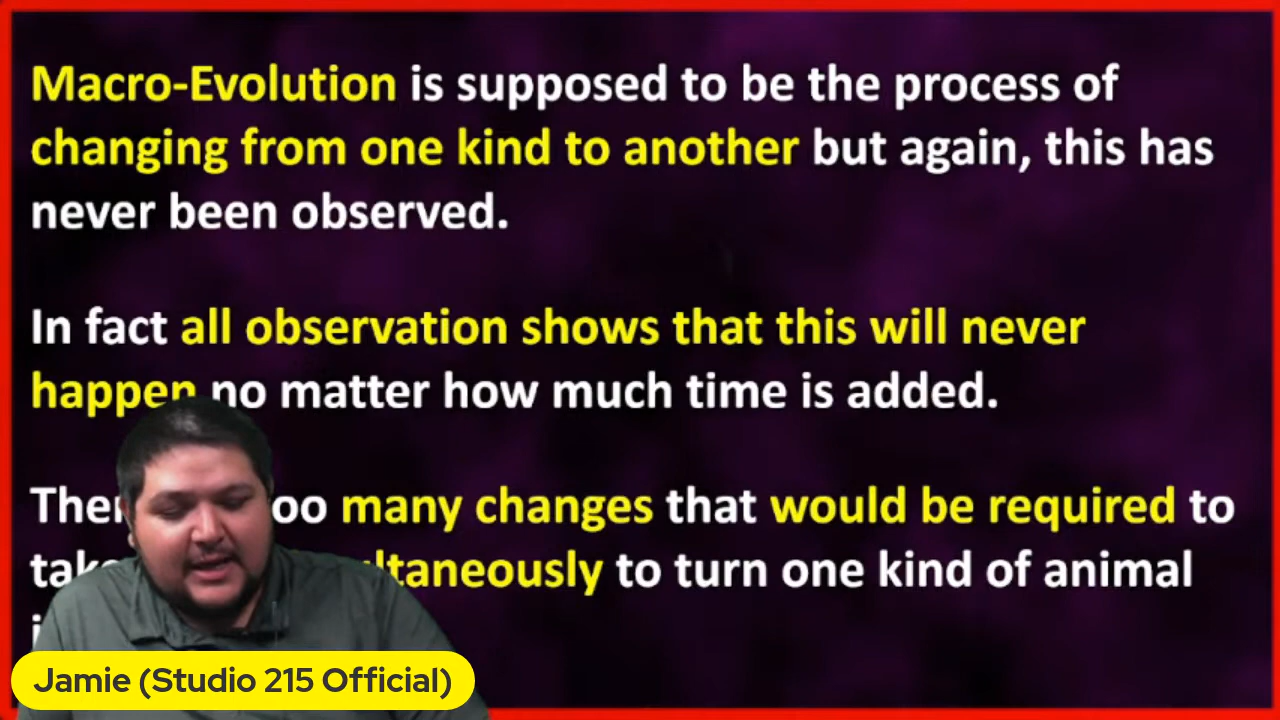 Macro-Evolution is supposed to be the process of
changing from one kind to another but again, this has
never been observed.
In fact all observation shows that this will never
happen no matter how much time is added.
many changes that would be required to
to turn one kind of animal
Jamie (Studio 215 Official)